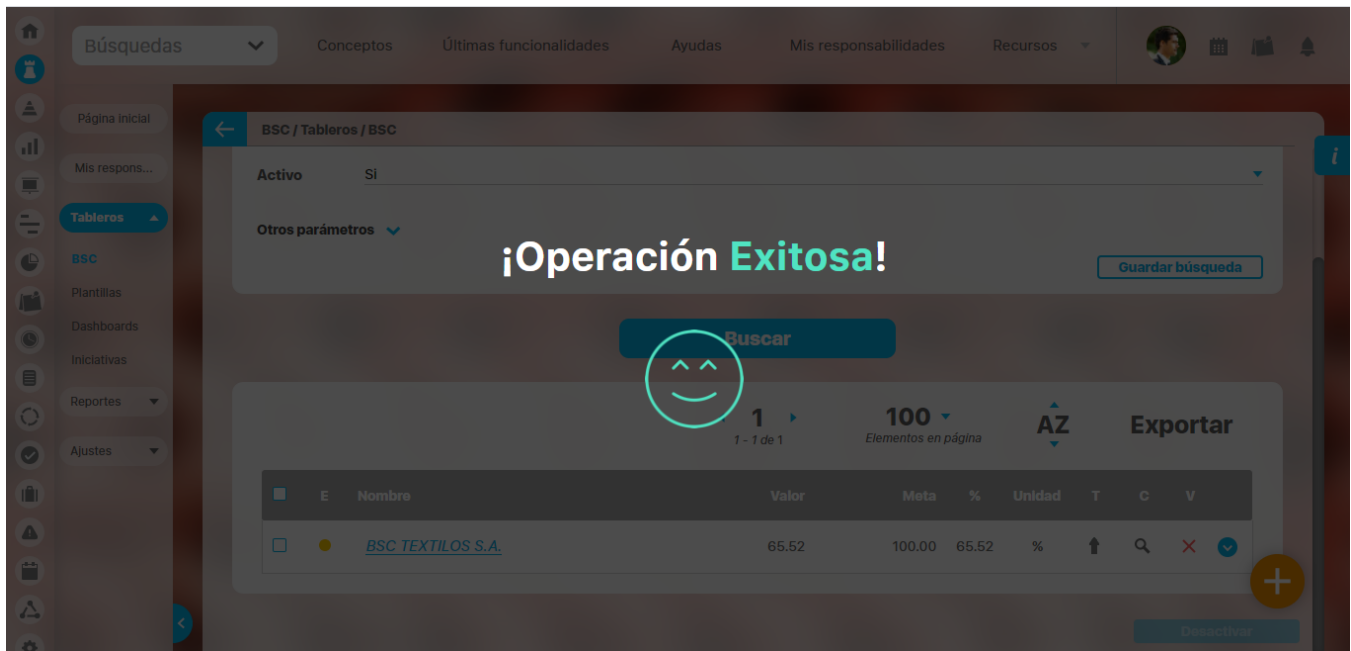 Búsquedas
Conceptos
Últimas funcionalidades
Ayudas
Mis responsabilidades
Recursos
Página inicial
Mis respons...
Tableros
BSC
Plantillas
Dashboards
Iniciativas
Reportes
Ajustes
BSC / Tableros / BSC
i
Activo Si
Otros parámetros
¡Operación Exitosa!
Guardar búsqueda
Buscar
1
1 - 1 de 1
100
Elementos en página
AZ
Exportar
E Nombre Valor Meta % Unidad T C V
BSC TEXTILOS S.A. 65.52 100.00 65.52 %
Desactivar